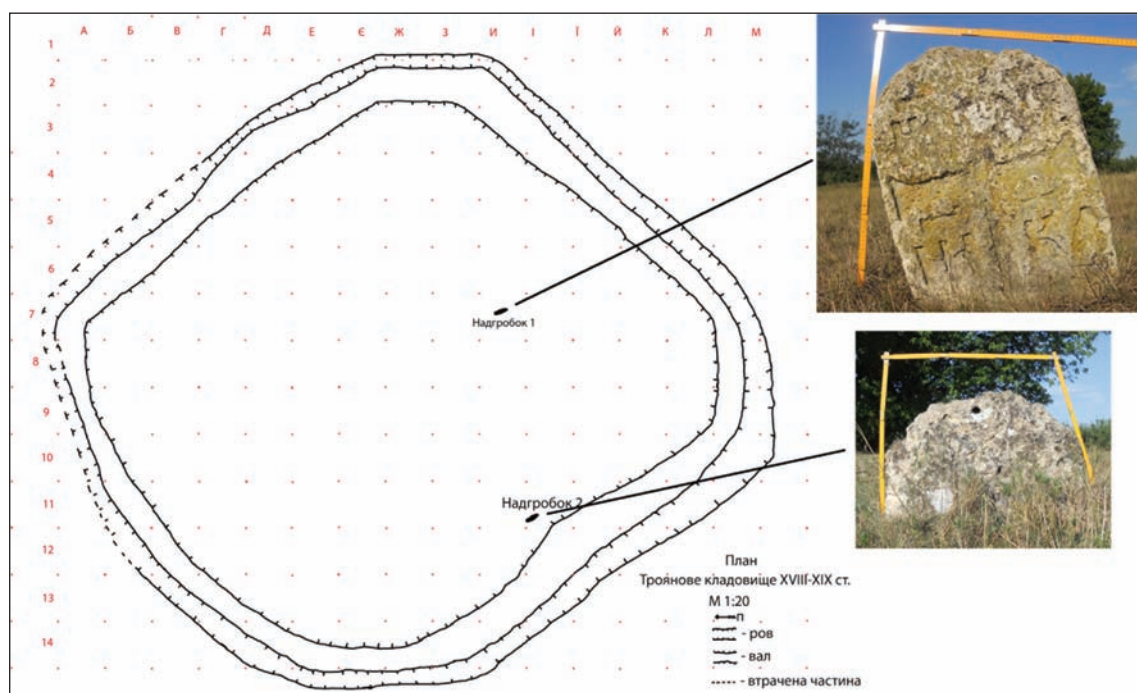 А Б В Г Д Е Є Ж З И І Ї Й К Л М
1
2
3
4
5
6
7
8
9
10
11
12
13
14
Надгробок 1
Надгробок 2
План
Троянове кладовище XVIII-XIX ст.
М 1:20
п
- ров
- вал
- втрачена частина